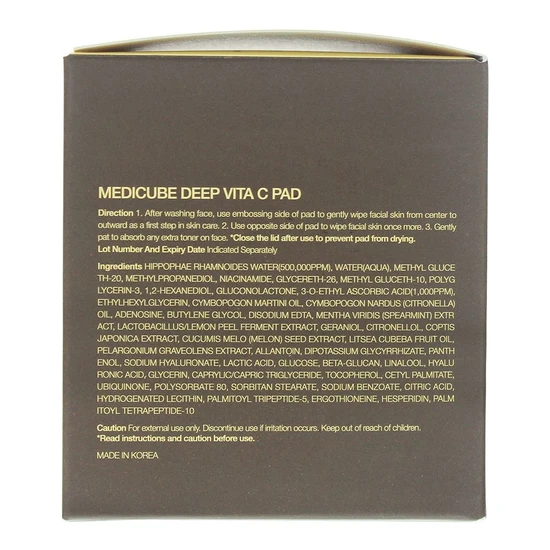 MEDICUBE DEEP VITA C PAD
Direction 1. After washing face, use embossing side of pad to gently wipe facial skin from center to
outward as a first step in skin care. 2. Use opposite side of pad to wipe facial skin once more. 3. Gently
pat to absorb any extra toner on face. *Close the lid after use to prevent pad from drying.
Lot Number And Expiry Date Indicated Separately
Ingredients HIPPOPHAE RHAMNOIDES WATER(500,000PPM), WATER(AQUA), METHYL GLUCE
TH-20, METHYLPROPANEDIOL, NIACINAMIDE, GLYCERETH-26, METHYL GLUCETH-10, POLYG
LYCERIN-3, 1,2-HEXANEDIOL, GLUCONOLACTONE, 3-O-ETHYL ASCORBIC ACID(1,000PPM),
ETHYLHEXYLGLYCERIN, CYMBOPOGON MARTINI OIL, CYMBOPOGON NARDUS (CITRONELLA)
OIL, ADENOSINE, BUTYLENE GLYCOL, DISODIUM EDTA, MENTHA VIRIDIS (SPEARMINT) EXTR
ACT, LACTOBACILLUS/LEMON PEEL FERMENT EXTRACT, GERANIOL, CITRONELLOL, COPTIS
JAPONICA EXTRACT, CUCUMIS MELO (MELON) SEED EXTRACT, LITSEA CUBEBA FRUIT OIL,
PELARGONIUM GRAVEOLENS EXTRACT, ALLANTOIN, DIPOTASSIUM GLYCYRRHIZATE, PANTH
ENOL, SODIUM HYALURONATE, LACTIC ACID, GLUCOSE, BETA-GLUCAN, LINALOOL, HYALU
RONIC ACID, GLYCERIN, CAPRYLIC/CAPRIC TRIGLYCERIDE, TOCOPHEROL, CETYL PALMITATE,
UBIQUINONE, POLYSORBATE 80, SORBITAN STEARATE, SODIUM BENZOATE, CITRIC ACID,
HYDROGENATED LECITHIN, PALMITOYL TRIPEPTIDE-5, ERGOTHIONEINE, HESPERIDIN, PALM
ITOYL TETRAPEPTIDE-10
Caution For external use only. Discontinue use if irritation occurs. Keep out of reach of children.
*Read instructions and caution before use.
MADE IN KOREA